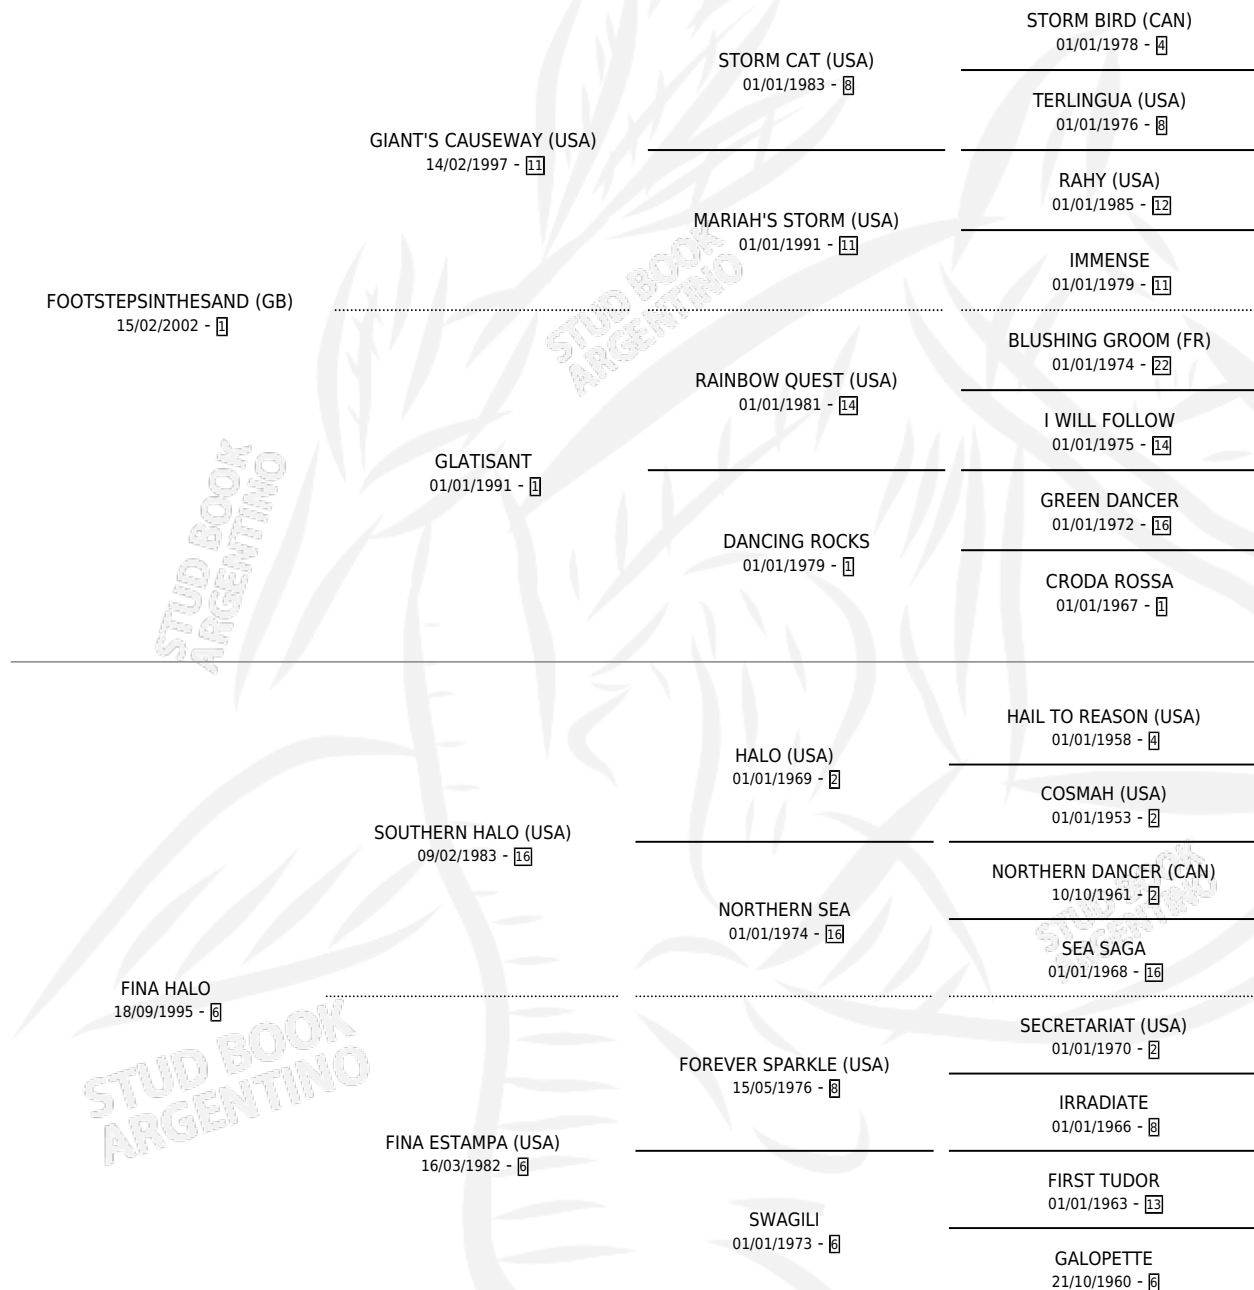 STORM BIRD (CAN)
01/01/1978 - 4
STORM CAT (USA)
01/01/1983 - 8
TERLINGUA (USA)
01/01/1976 - 8
GIANT'S CAUSEWAY (USA)
14/02/1997 - 11
RAHY (USA)
01/01/1985 - 12
MARIAH'S STORM (USA)
01/01/1991 - 11
IMMENSE
01/01/1979 - 11
FOOTSTEPSINTHESAND (GB)
15/02/2002 - 1
BLUSHING GROOM (FR)
01/01/1974 - 22
RAINBOW QUEST (USA)
01/01/1981 - 14
I WILL FOLLOW
01/01/1975 - 14
GLATISANT
01/01/1991 - 1
GREEN DANCER
01/01/1972 - 16
DANCING ROCKS
01/01/1979 - 1
CRODA ROSSA
01/01/1967 - 1
HAIL TO REASON (USA)
01/01/1958 - 4
HALO (USA)
01/01/1969 - 2
COSMAH (USA)
01/01/1953 - 2
SOUTHERN HALO (USA)
09/02/1983 - 16
NORTHERN DANCER (CAN)
10/10/1961 - 2
NORTHERN SEA
01/01/1974 - 16
SEA SAGA
01/01/1968 - 16
FINA HALO
18/09/1995 - 6
SECRETARIAT (USA)
01/01/1970 - 2
FOREVER SPARKLE (USA)
15/05/1976 - 8
IRRADIATE
01/01/1966 - 8
FINA ESTAMPA (USA)
16/03/1982 - 6
FIRST TUDOR
01/01/1963 - 13
SWAGILI
01/01/1973 - 6
GALOPETTE
21/10/1960 - 6
STUD BOOK
ARGENTINO
STUD BOOK
ARGENTINO
STUD BOOK
ARGENTINO
STUD BOOK
ARGENTINO